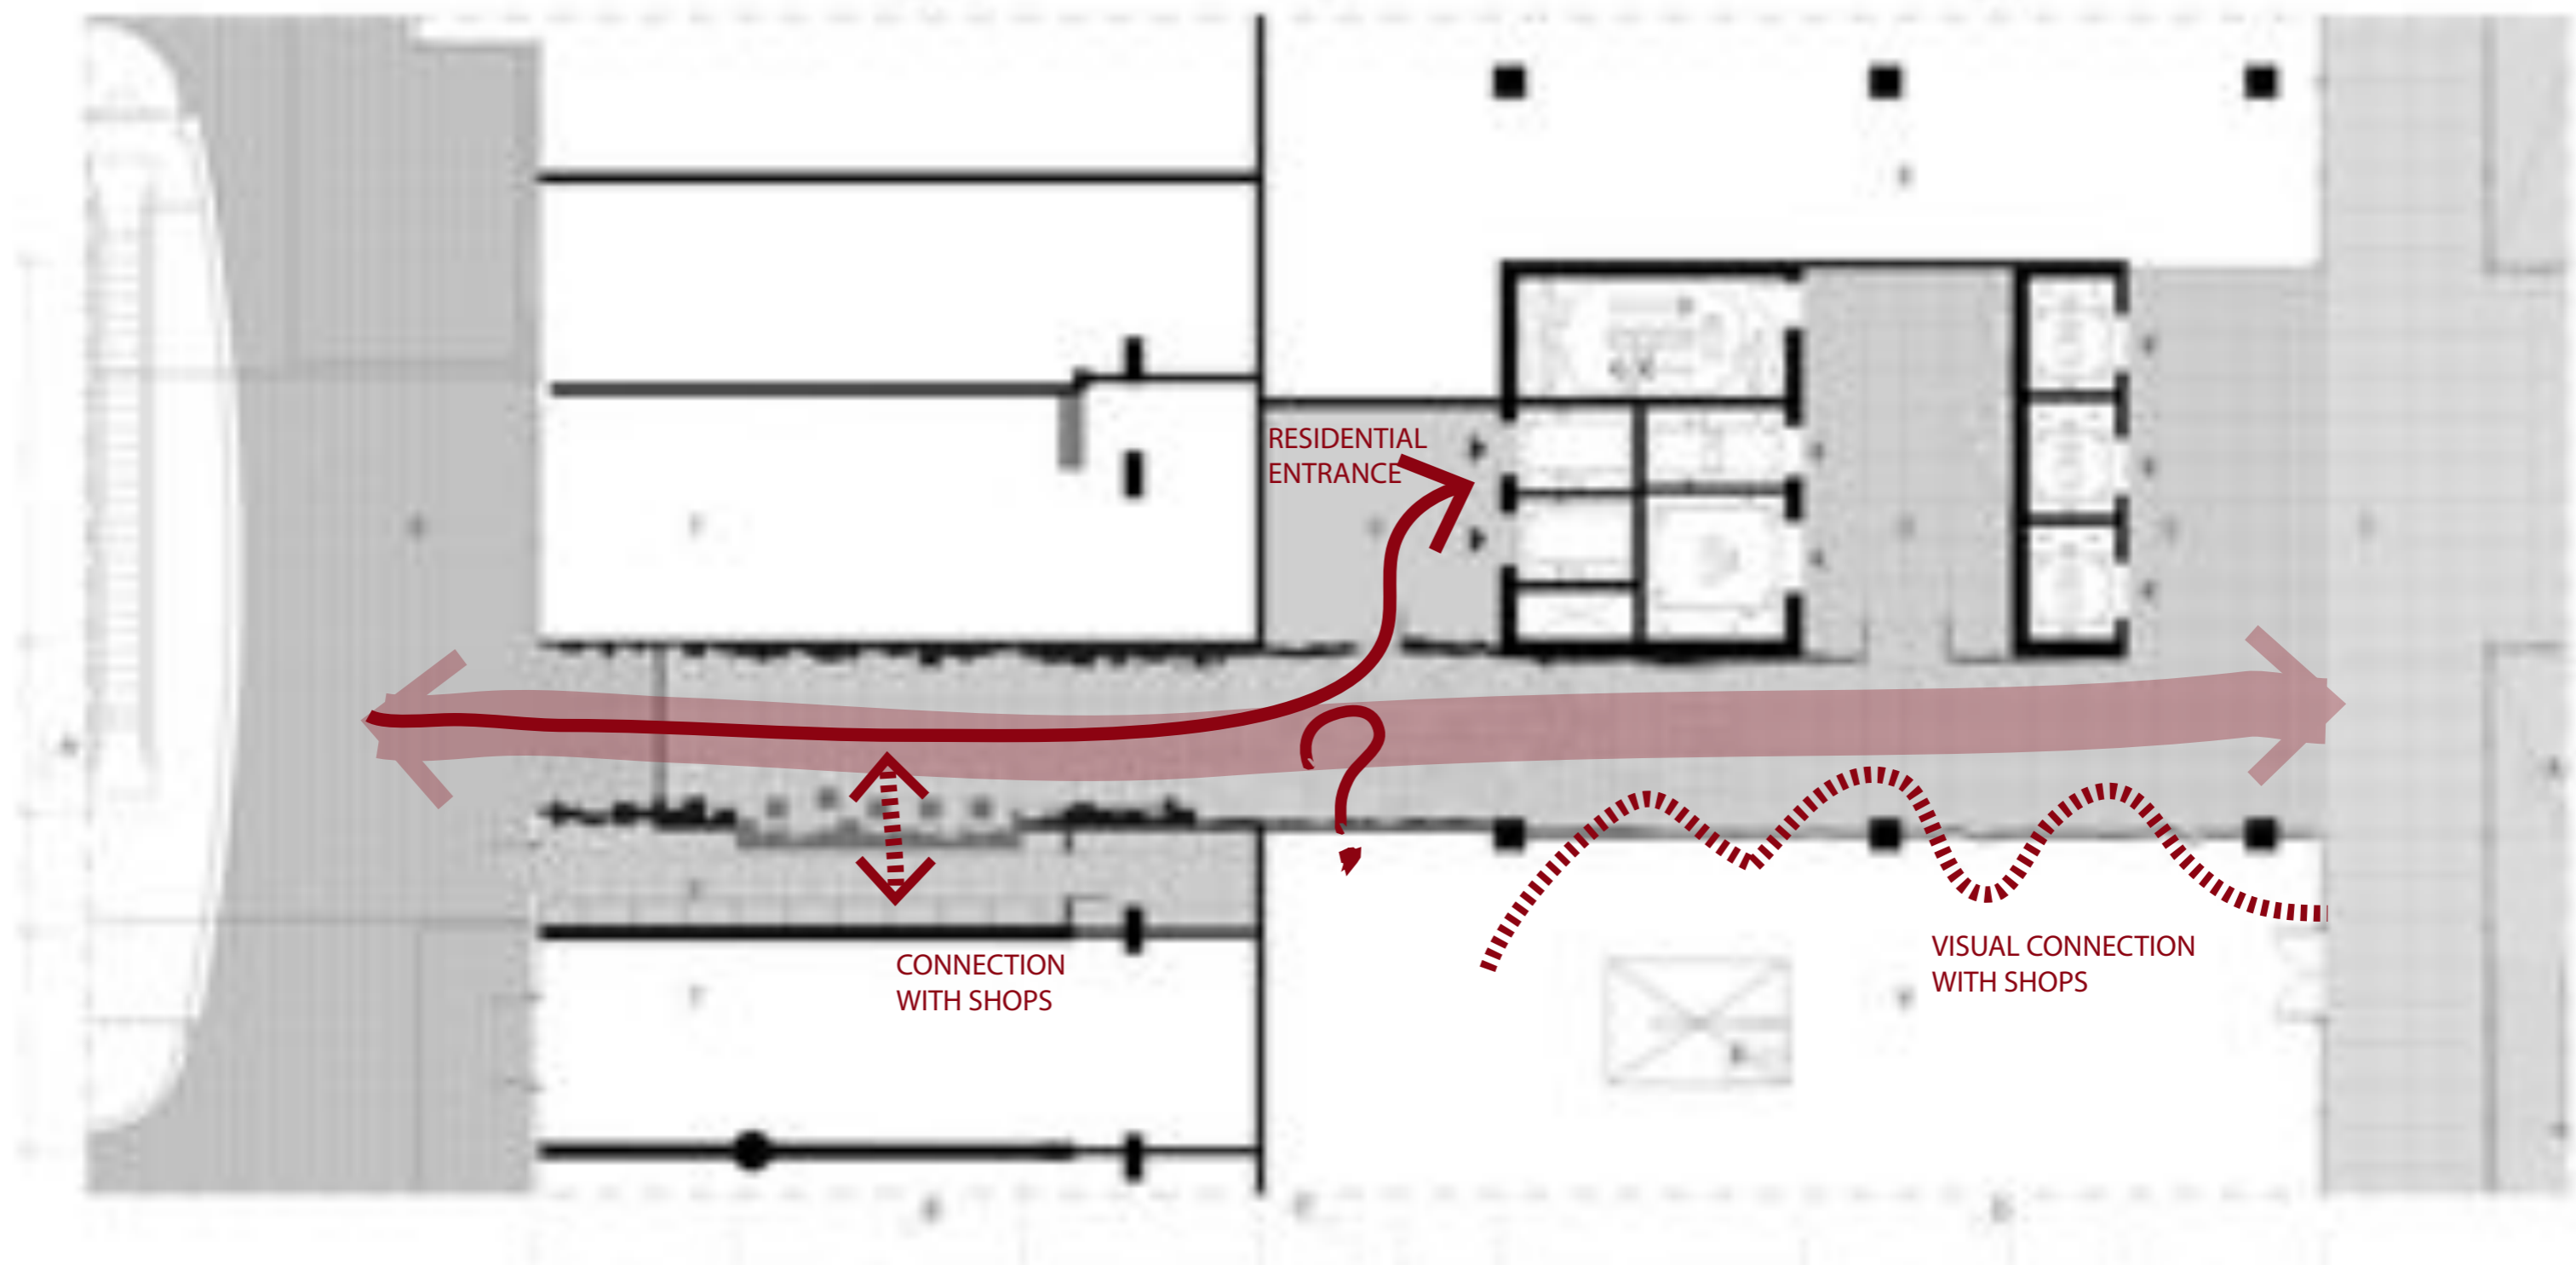 RESIDENTIAL
ENTRANCE
?
CONNECTION
WITH SHOPS
VISUAL CONNECTION
WITH SHOPS